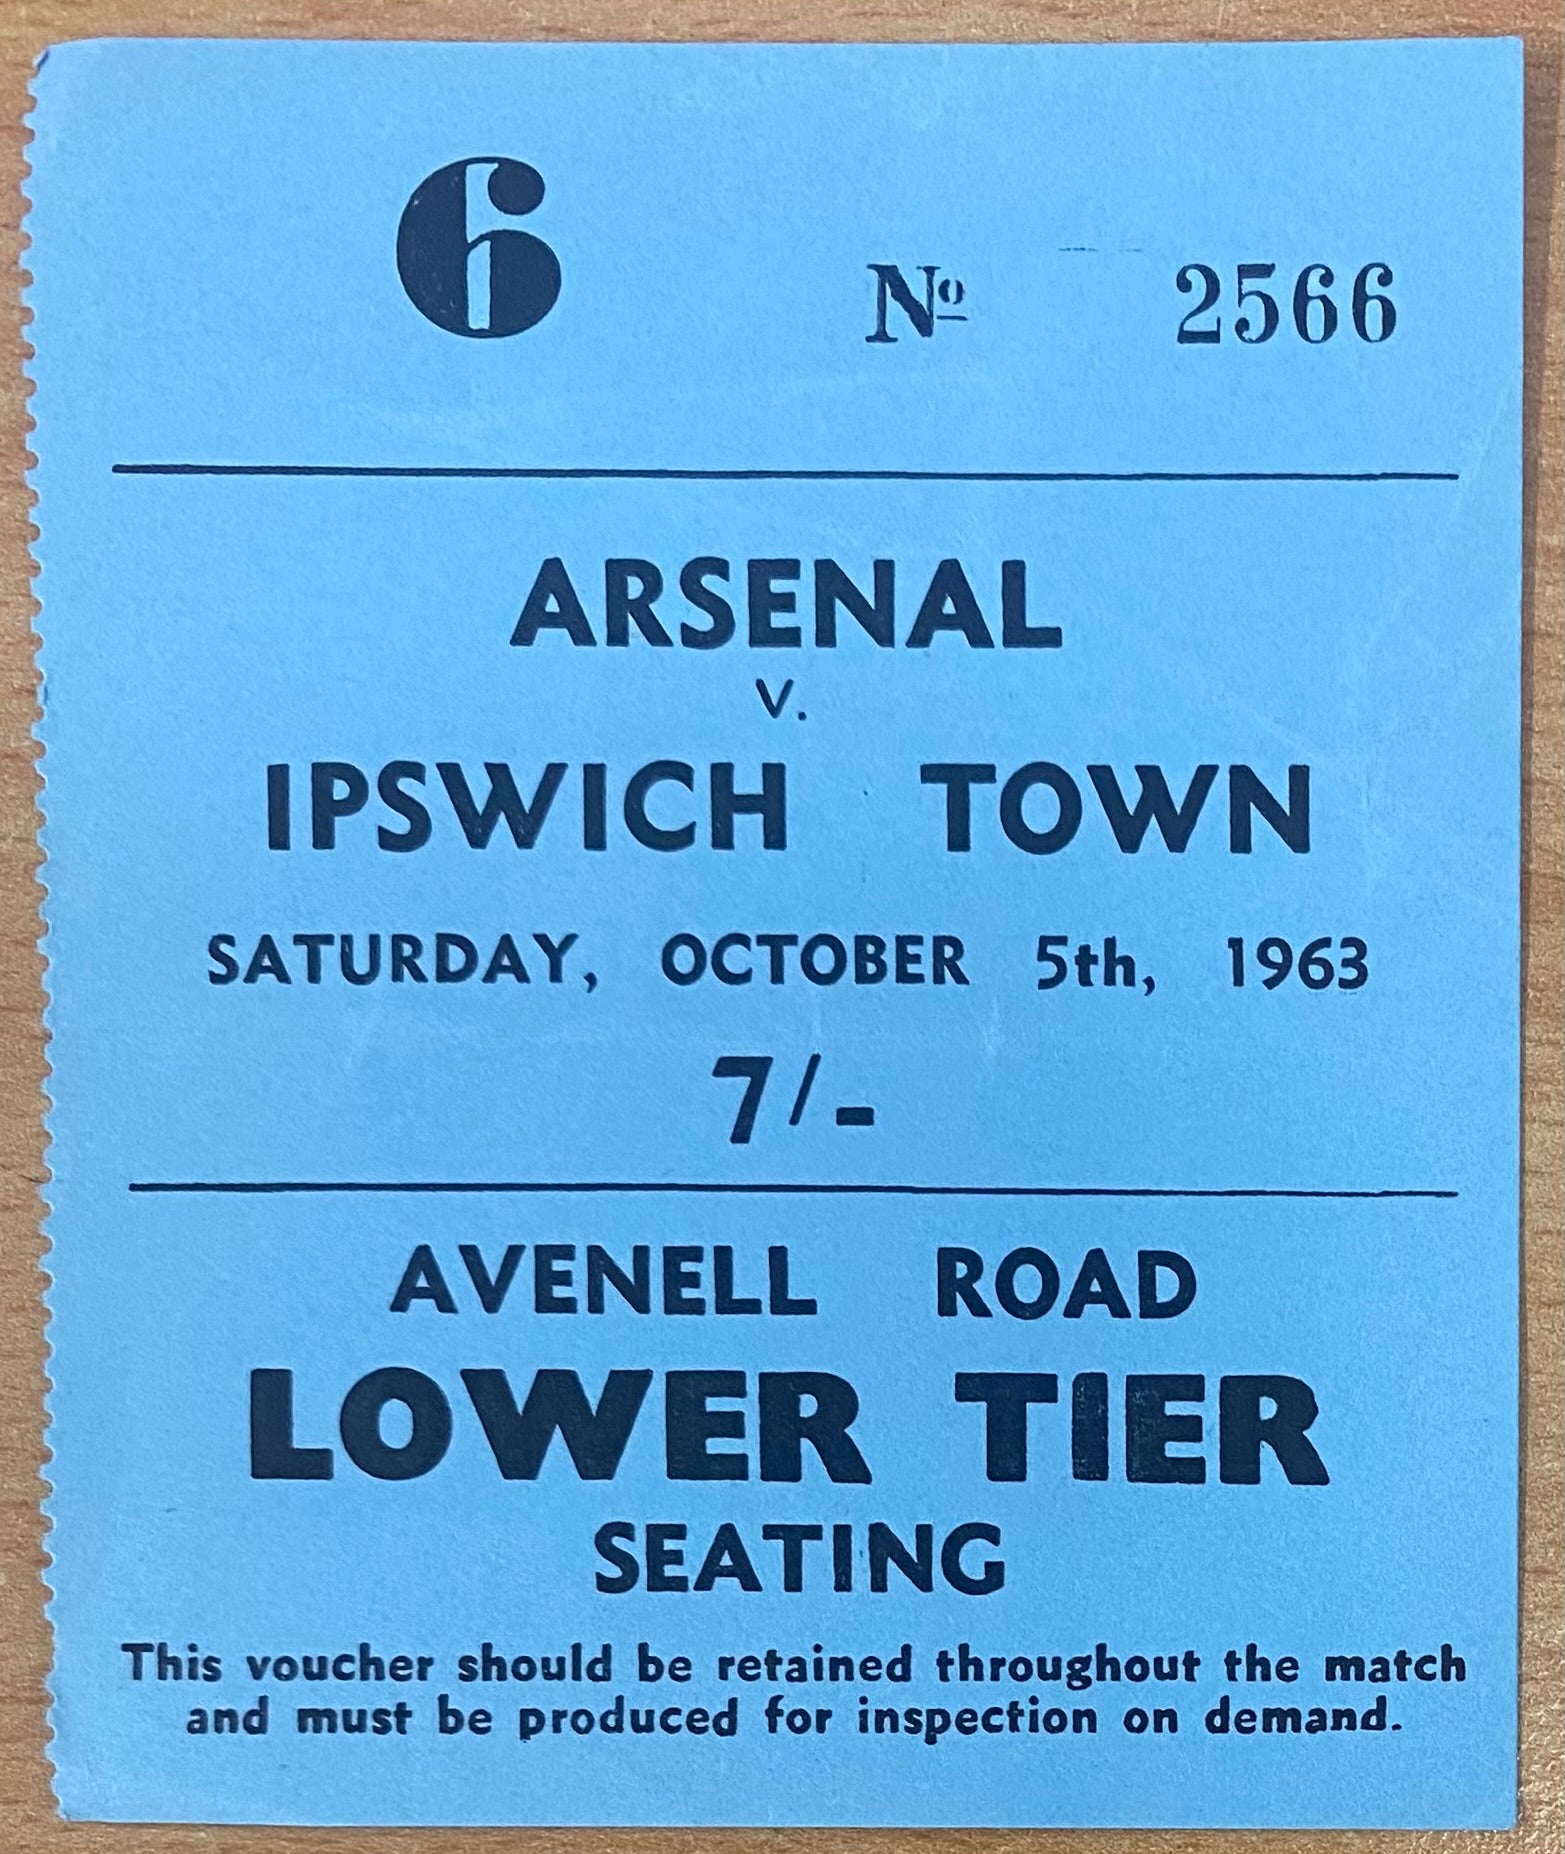 6 Nº 2566
ARSENAL
v.
IPSWICH TOWN
SATURDAY, OCTOBER 5th, 1963
7/-
AVENELL ROAD
LOWER TIER
SEATING
This voucher should be retained throughout the match
and must be produced for inspection on demand.